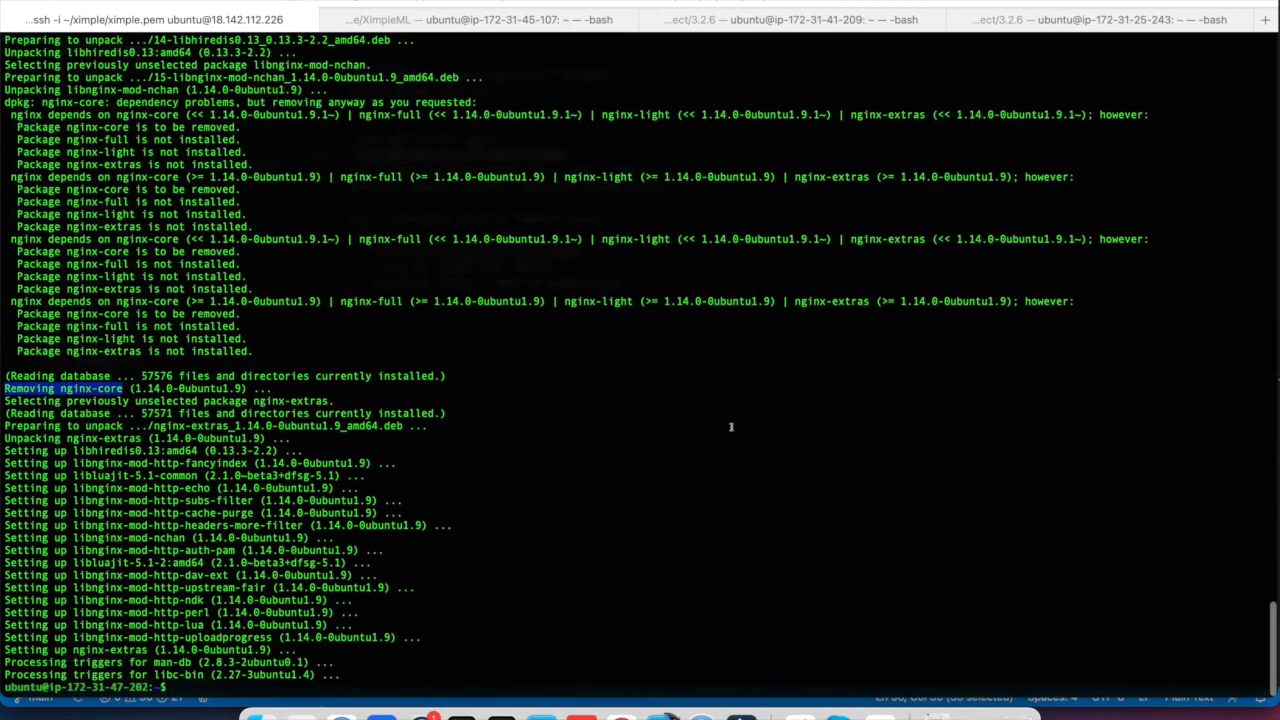 ...ssh -i ~/ximple/ximple.pem ubuntu@18.142.112.226
...e/XimpleML — ubuntu@ip-172-31-45-107: ~ — -bash
...ect/3.2.6 — ubuntu@ip-172-31-41-209: ~ — -bash
...ect/3.2.6 — ubuntu@ip-172-31-25-243: ~ — -bash
+
Preparing to unpack .../14-libhiredis0.13_0.13.3-2.2_amd64.deb ...
Unpacking libhiredis0.13:amd64 (0.13.3-2.2) ...
Selecting previously unselected package libnginx-mod-nchan.
Preparing to unpack .../15-libnginx-mod-nchan_1.14.0-0ubuntu1.9_amd64.deb ...
Unpacking libnginx-mod-nchan (1.14.0-0ubuntu1.9) ...
dpkg: nginx-core: dependency problems, but removing anyway as you requested:
 nginx depends on nginx-core (<< 1.14.0-0ubuntu1.9.1~) | nginx-full (<< 1.14.0-0ubuntu1.9.1~) | nginx-light (<< 1.14.0-0ubuntu1.9.1~) | nginx-extras (<< 1.14.0-0ubuntu1.9.1~); however:
  Package nginx-core is to be removed.
  Package nginx-full is not installed.
  Package nginx-light is not installed.
  Package nginx-extras is not installed.
 nginx depends on nginx-core (>= 1.14.0-0ubuntu1.9) | nginx-full (>= 1.14.0-0ubuntu1.9) | nginx-light (>= 1.14.0-0ubuntu1.9) | nginx-extras (>= 1.14.0-0ubuntu1.9); however:
  Package nginx-core is to be removed.
  Package nginx-full is not installed.
  Package nginx-light is not installed.
  Package nginx-extras is not installed.
 nginx depends on nginx-core (<< 1.14.0-0ubuntu1.9.1~) | nginx-full (<< 1.14.0-0ubuntu1.9.1~) | nginx-light (<< 1.14.0-0ubuntu1.9.1~) | nginx-extras (<< 1.14.0-0ubuntu1.9.1~); however:
  Package nginx-core is to be removed.
  Package nginx-full is not installed.
  Package nginx-light is not installed.
  Package nginx-extras is not installed.
 nginx depends on nginx-core (>= 1.14.0-0ubuntu1.9) | nginx-full (>= 1.14.0-0ubuntu1.9) | nginx-light (>= 1.14.0-0ubuntu1.9) | nginx-extras (>= 1.14.0-0ubuntu1.9); however:
  Package nginx-core is to be removed.
  Package nginx-full is not installed.
  Package nginx-light is not installed.
  Package nginx-extras is not installed.
(Reading database ... 57576 files and directories currently installed.)
Removing nginx-core (1.14.0-0ubuntu1.9) ...
Selecting previously unselected package nginx-extras.
(Reading database ... 57571 files and directories currently installed.)
Preparing to unpack .../nginx-extras_1.14.0-0ubuntu1.9_amd64.deb ...
Unpacking nginx-extras (1.14.0-0ubuntu1.9) ...
Setting up libhiredis0.13:amd64 (0.13.3-2.2) ...
Setting up libnginx-mod-http-fancyindex (1.14.0-0ubuntu1.9) ...
Setting up libluajit-5.1-common (2.1.0~beta3+dfsg-5.1) ...
Setting up libnginx-mod-http-echo (1.14.0-0ubuntu1.9) ...
Setting up libnginx-mod-http-subs-filter (1.14.0-0ubuntu1.9) ...
Setting up libnginx-mod-http-cache-purge (1.14.0-0ubuntu1.9) ...
Setting up libnginx-mod-http-headers-more-filter (1.14.0-0ubuntu1.9) ...
Setting up libnginx-mod-nchan (1.14.0-0ubuntu1.9) ...
Setting up libnginx-mod-http-auth-pam (1.14.0-0ubuntu1.9) ...
Setting up libluajit-5.1-2:amd64 (2.1.0~beta3+dfsg-5.1) ...
Setting up libnginx-mod-http-dav-ext (1.14.0-0ubuntu1.9) ...
Setting up libnginx-mod-http-upstream-fair (1.14.0-0ubuntu1.9) ...
Setting up libnginx-mod-http-ndk (1.14.0-0ubuntu1.9) ...
Setting up libnginx-mod-http-perl (1.14.0-0ubuntu1.9) ...
Setting up libnginx-mod-http-lua (1.14.0-0ubuntu1.9) ...
Setting up libnginx-mod-http-uploadprogress (1.14.0-0ubuntu1.9) ...
Setting up nginx-extras (1.14.0-0ubuntu1.9) ...
Processing triggers for man-db (2.8.3-2ubuntu0.1) ...
Processing triggers for libc-bin (2.27-3ubuntu1.4) ...
ubuntu@ip-172-31-47-202:~$